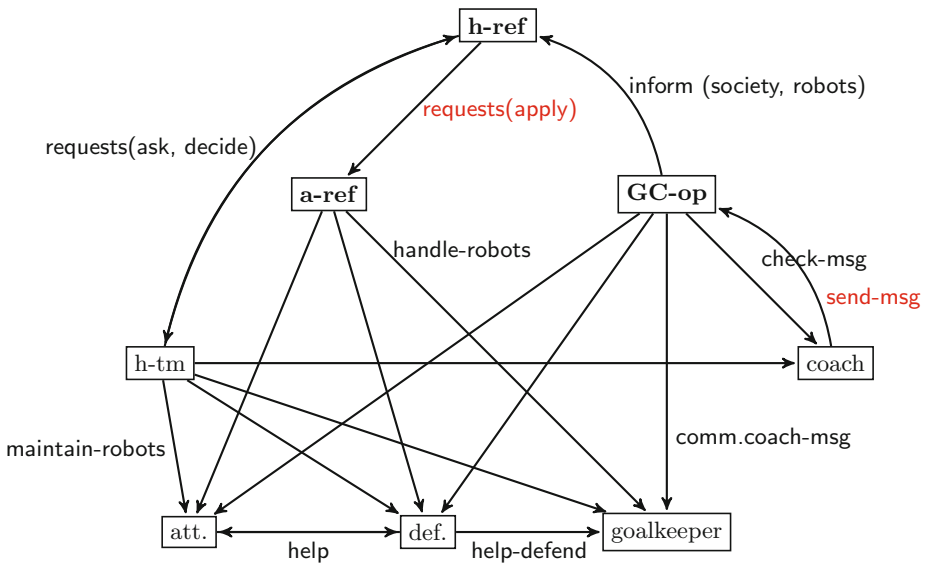 h-ref
inform (society, robots)
requests(apply)
requests(ask, decide)
a-ref
GC-op
handle-robots
check-msg
send-msg
h-tm
coach
maintain-robots
comm.coach-msg
att.
def.
goalkeeper
help
help-defend